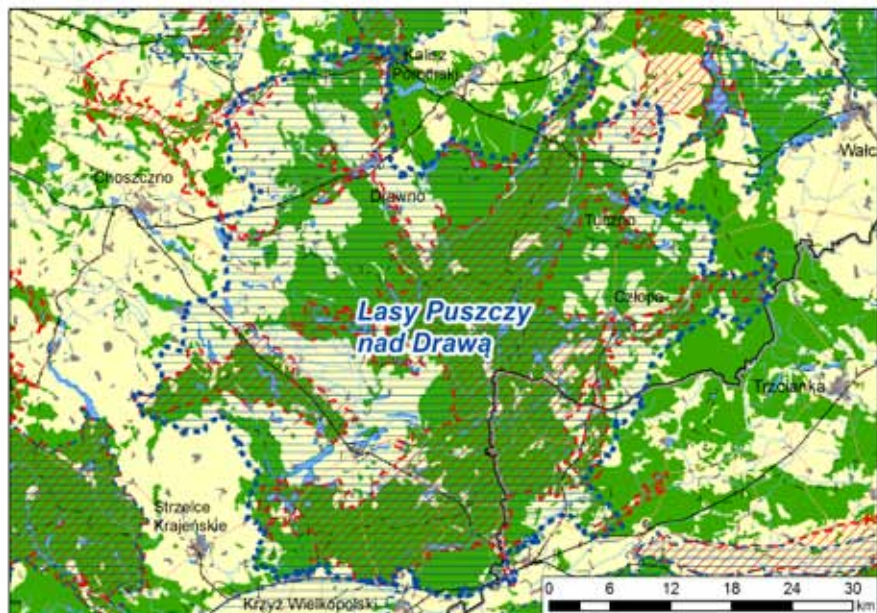 Kalisz
Pomorski
Wałcz
Choszczno
Drawno
Tuczno
Człopa
Lasy Puszczy
nad Drawą
Trzcianka
Strzelce
Krajeńskie
Krzyż Wielkopolski
0 6 12 18 24 30
km